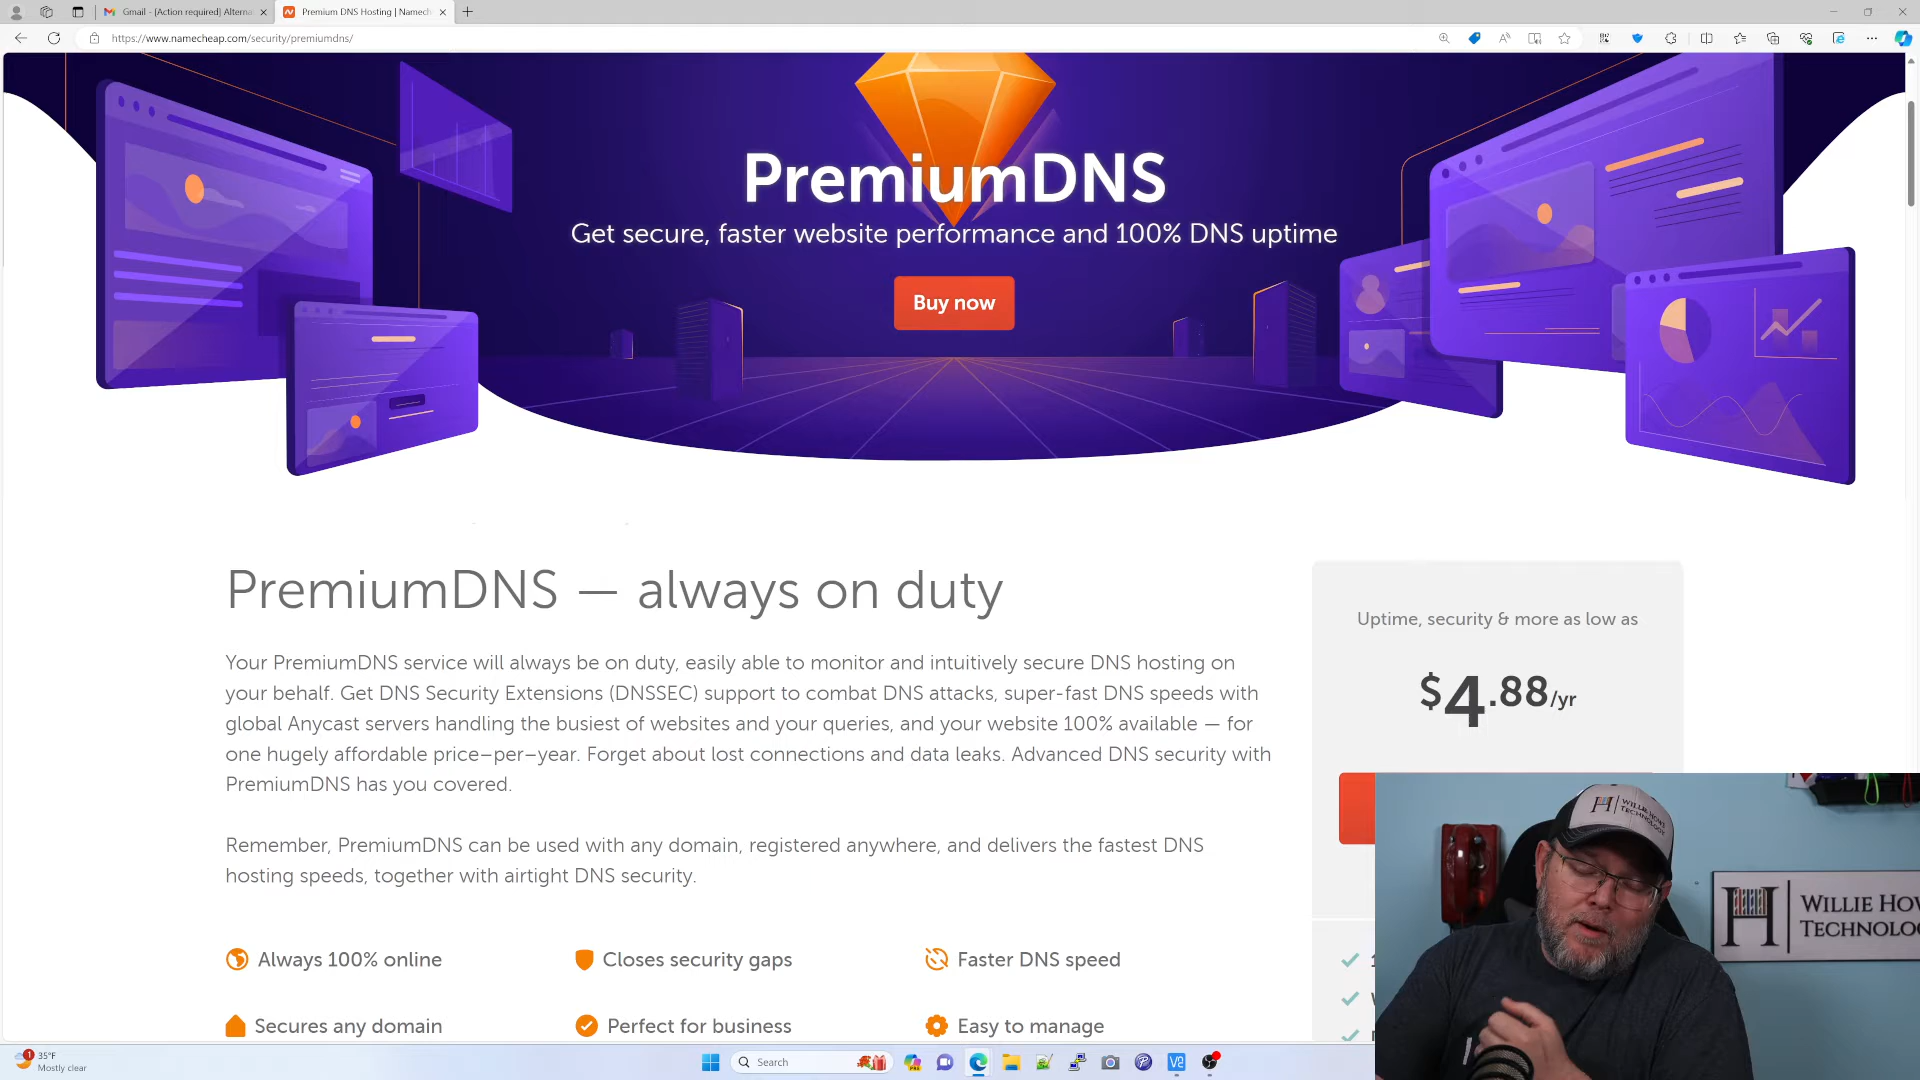 Gmail - [Action required] Alterna
Premium DNS Hosting | Namech
https://www.namecheap.com/security/premiumdns/
PremiumDNS
Get secure, faster website performance and 100% DNS uptime
Buy now
PremiumDNS — always on duty
Your PremiumDNS service will always be on duty, easily able to monitor and intuitively secure DNS hosting on
your behalf. Get DNS Security Extensions (DNSSEC) support to combat DNS attacks, super-fast DNS speeds with
global Anycast servers handling the busiest of websites and your queries, and your website 100% available — for
one hugely affordable price-per-year. Forget about lost connections and data leaks. Advanced DNS security with
PremiumDNS has you covered.
Remember, PremiumDNS can be used with any domain, registered anywhere, and delivers the fastest DNS
hosting speeds, together with airtight DNS security.
Always 100% online
Closes security gaps
Faster DNS speed
Secures any domain
Perfect for business
Easy to manage
Uptime, security & more as low as
$4.88/yr
WILLIE HOWE
TECHNOLOGY
WILLIE HOW
TECHNOLO
1
35°F
Mostly clear
Search